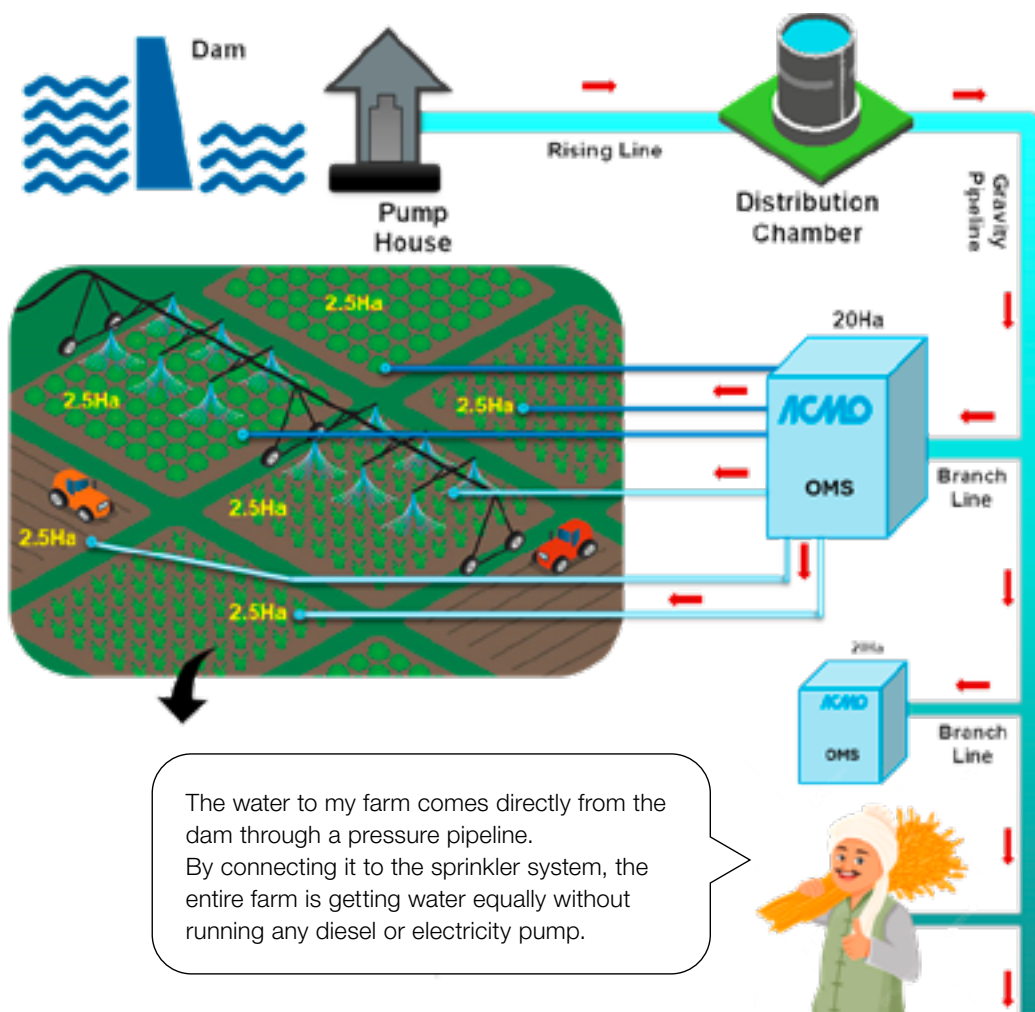 Dam
Pump
House
Rising Line
Distribution
Chamber
Gravity
Pipeline
20Ha
ACMO
OMS
Branch
Line
2.5Ha
2.5Ha
2.5Ha
2.5Ha
2.5Ha
2.5Ha
20Ha
ACMO
OMS
Branch
Line
The water to my farm comes directly from the
dam through a pressure pipeline.
By connecting it to the sprinkler system, the
entire farm is getting water equally without
running any diesel or electricity pump.